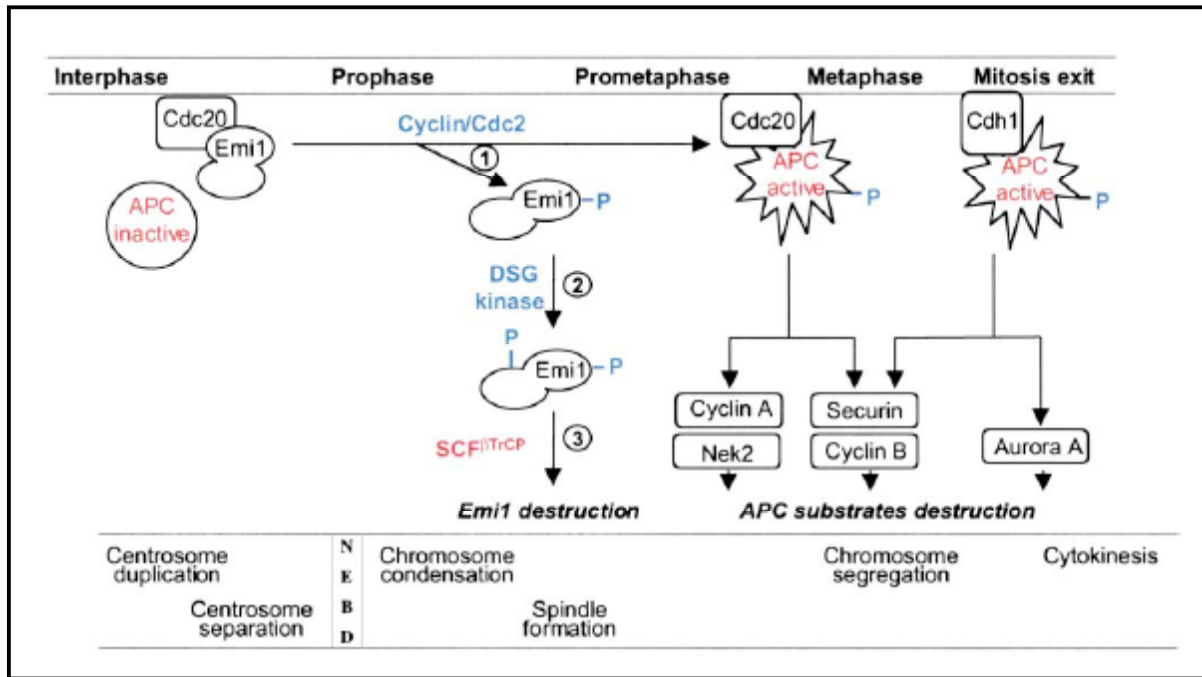 Interphase Prophase Prometaphase Metaphase Mitosis exit
Cdc20
Emi1
APC
inactive
Cyclin/Cdc2
1
Emi1 P
DSG
kinase
2
P
Emi1 P
SCFβTrCP
3
Emi1 destruction
Cdc20
APC
active
P
Cdh1
APC
active
P
Cyclin A
Nek2
Securin
Cyclin B
Aurora A
APC substrates destruction
Centrosome
duplication
Centrosome
separation
N
E
B
D
Chromosome
condensation
Spindle
formation
Chromosome
segregation
Cytokinesis